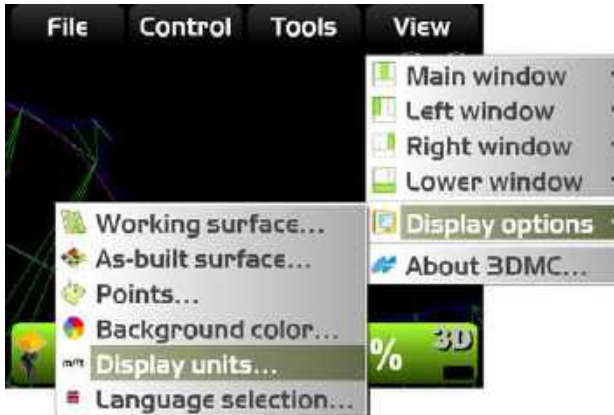 File Control Tools View
Main window
Left window
Right window
Lower window
Display options
About 3DMC...
Working surface...
As-built surface...
Points...
Background color...
Display units...
Language selection...
% 3D